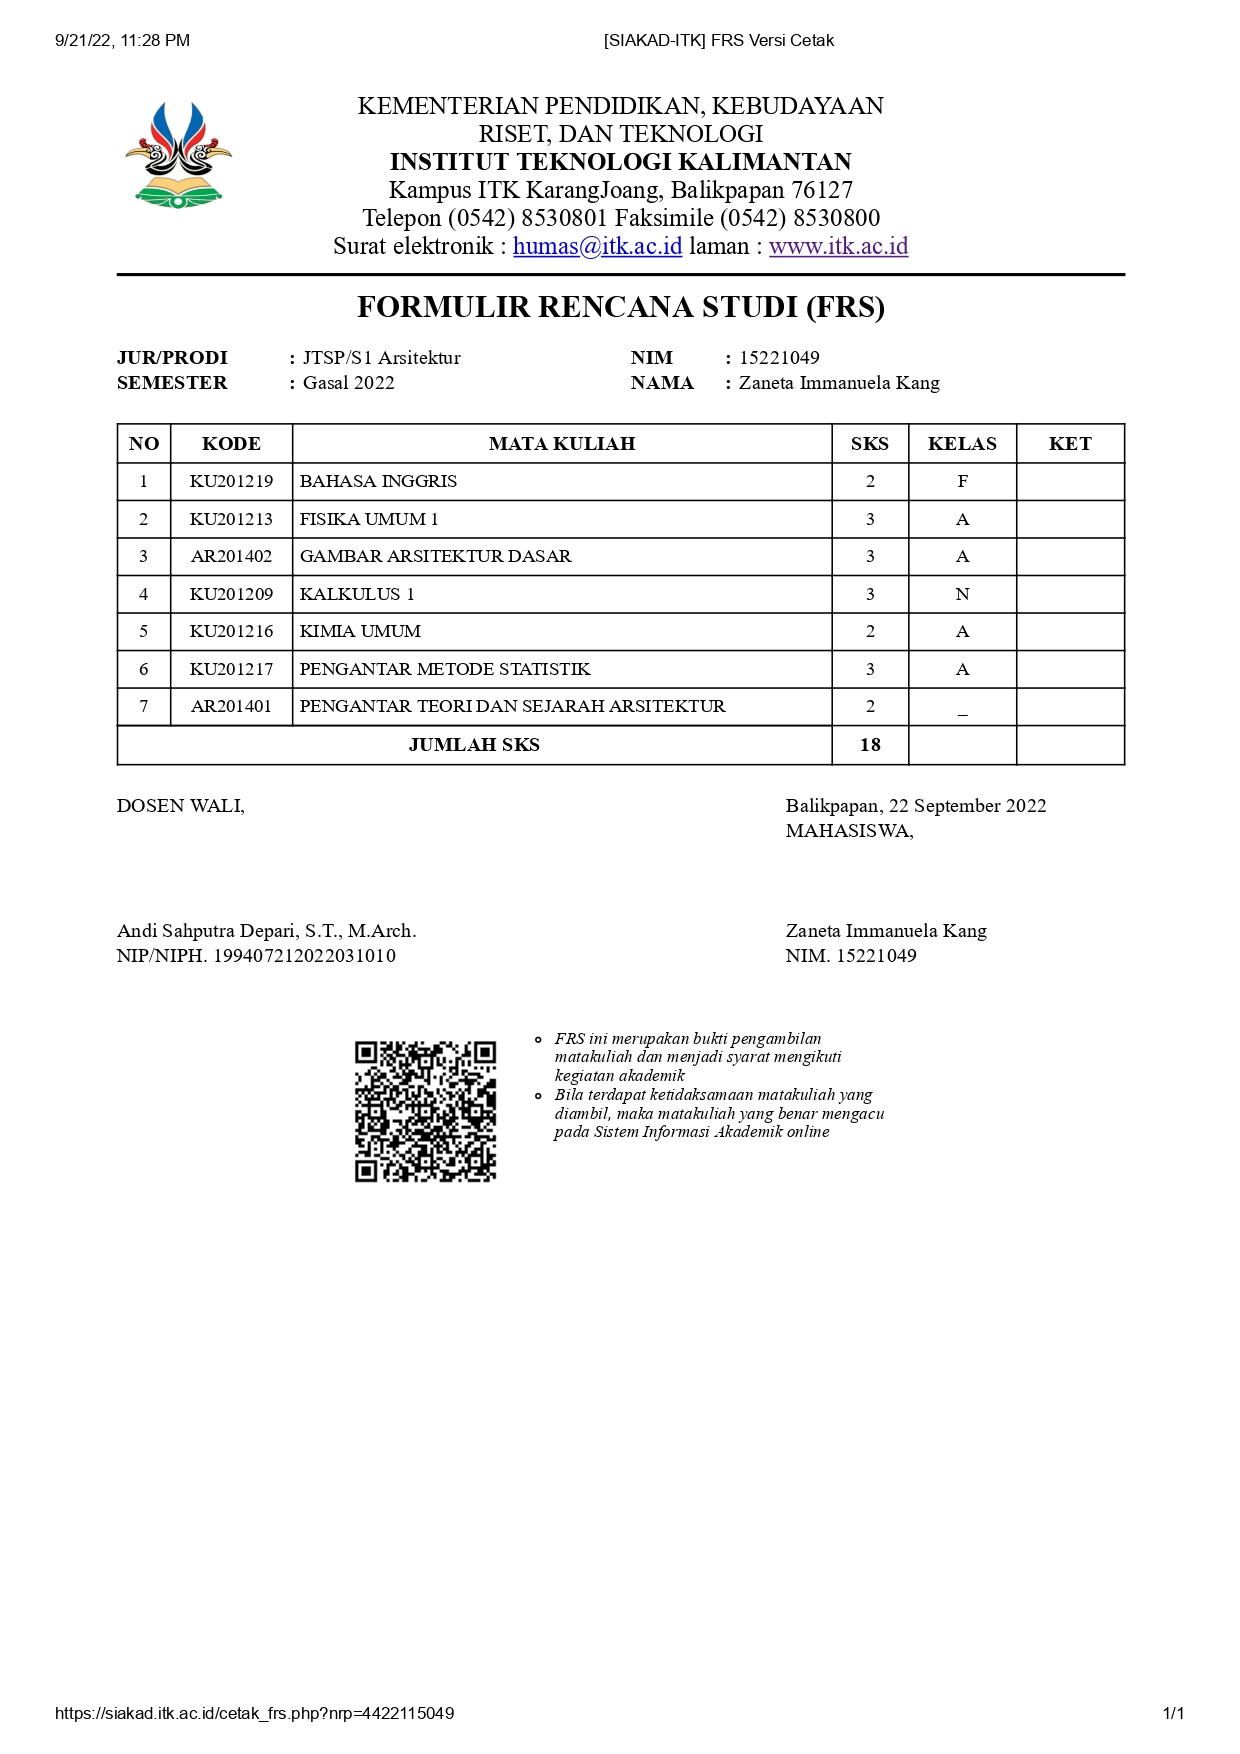 9/21/22, 11:28 PM [SIAKAD-ITK] FRS Versi Cetak
KEMENTERIAN PENDIDIKAN, KEBUDAYAAN
RISET, DAN TEKNOLOGI
INSTITUT TEKNOLOGI KALIMANTAN
Kampus ITK KarangJoang, Balikpapan 76127
Telepon (0542) 8530801 Faksimile (0542) 8530800
Surat elektronik : humas@itk.ac.id laman : www.itk.ac.id
FORMULIR RENCANA STUDI (FRS)
JUR/PRODI : JTSP/S1 Arsitektur NIM : 15221049
SEMESTER : Gasal 2022 NAMA : Zaneta Immanuela Kang
NO KODE MATA KULIAH SKS KELAS KET
1 KU201219 BAHASA INGGRIS 2 F
2 KU201213 FISIKA UMUM 1 3 A
3 AR201402 GAMBAR ARSITEKTUR DASAR 3 A
4 KU201209 KALKULUS 1 3 N
5 KU201216 KIMIA UMUM 2 A
6 KU201217 PENGANTAR METODE STATISTIK 3 A
7 AR201401 PENGANTAR TEORI DAN SEJARAH ARSITEKTUR 2 _
JUMLAH SKS 18
DOSEN WALI, Balikpapan, 22 September 2022
MAHASISWA,
Andi Sahputra Depari, S.T., M.Arch. Zaneta Immanuela Kang
NIP/NIPH. 199407212022031010 NIM. 15221049
FRS ini merupakan bukti pengambilan
matakuliah dan menjadi syarat mengikuti
kegiatan akademik
Bila terdapat ketidaksamaan matakuliah yang
diambil, maka matakuliah yang benar mengacu
pada Sistem Informasi Akademik online
https://siakad.itk.ac.id/cetak_frs.php?nrp=4422115049 1/1